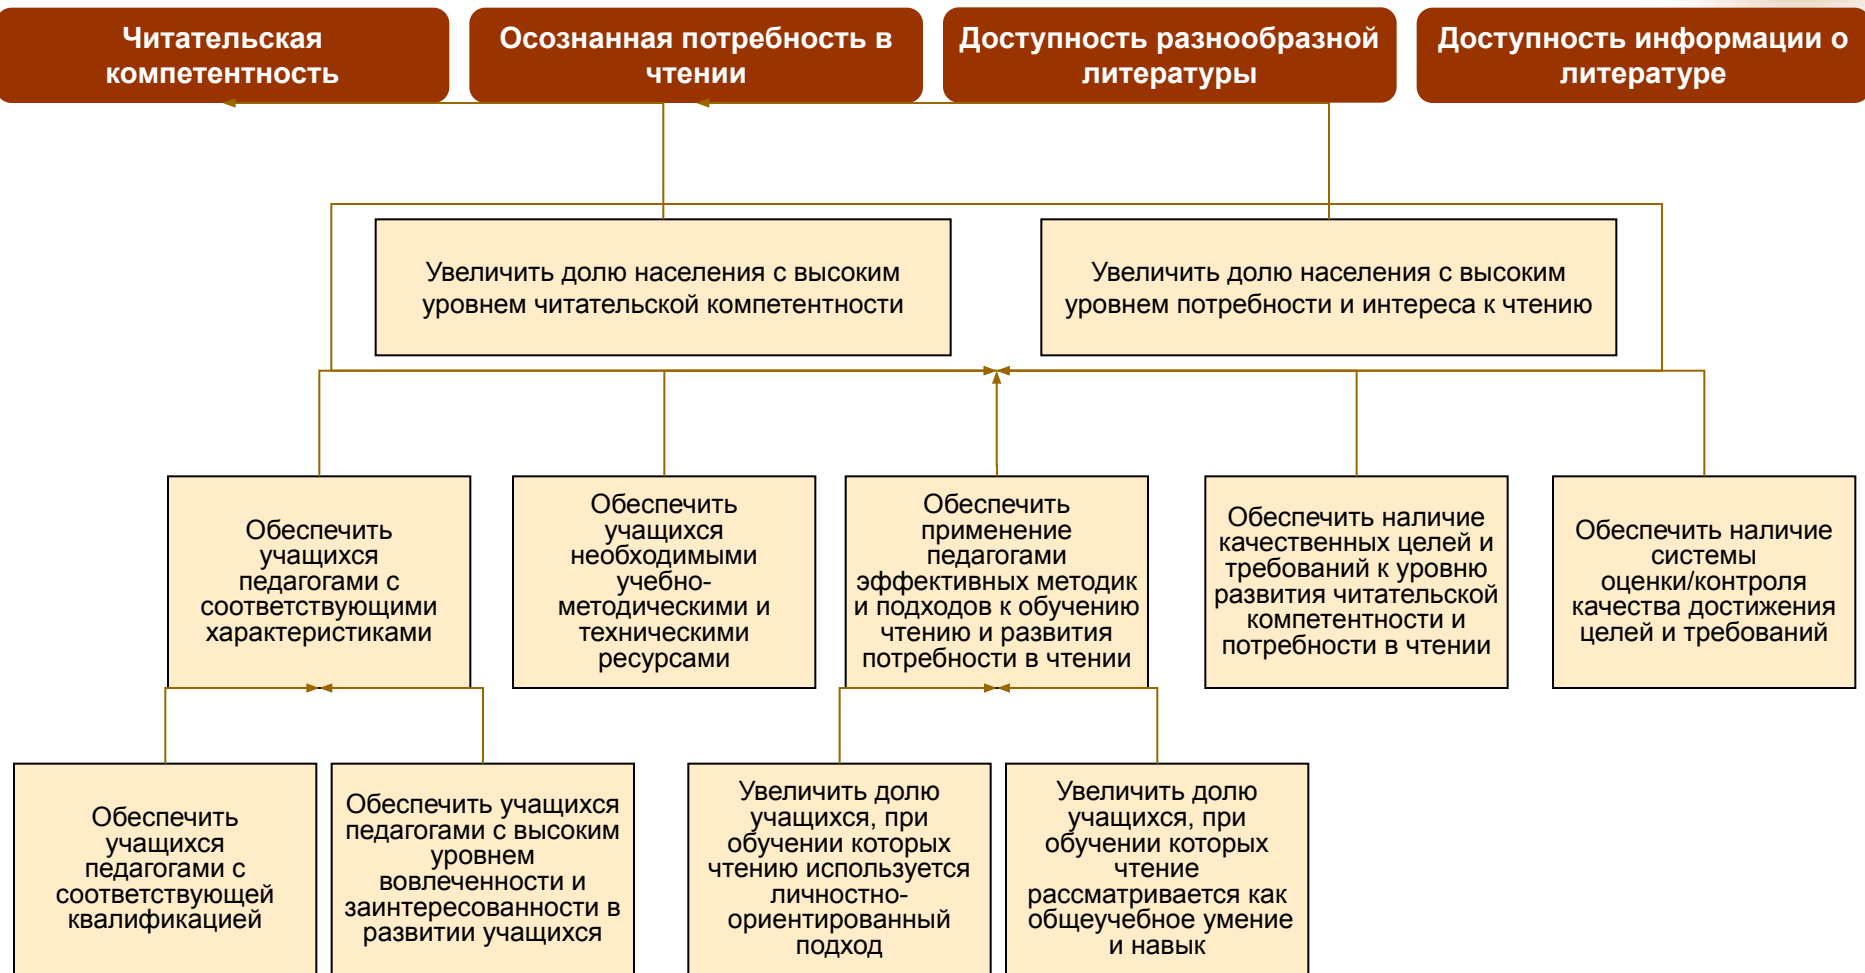 Читательская
компетентность
Осознанная потребность в
чтении
Доступность разнообразной
литературы
Доступность информации о
литературе
Увеличить долю населения с высоким
уровнем читательской компетентности
Увеличить долю населения с высоким
уровнем потребности и интереса к чтению
Обеспечить
учащихся
педагогами с
соответствующими
характеристиками
Обеспечить
учащихся
необходимыми
учебно-
методическими и
техническими
ресурсами
Обеспечить
применение
педагогами
эффективных методик
и подходов к обучению
чтению и развития
потребности в чтении
Обеспечить наличие
качественных целей и
требований к уровню
развития читательской
компетентности и
потребности в чтении
Обеспечить наличие
системы
оценки/контроля
качества достижения
целей и требований
Обеспечить
учащихся
педагогами с
соответствующей
квалификацией
Обеспечить учащихся
педагогами с высоким
уровнем
вовлеченности и
заинтересованности в
развитии учащихся
Увеличить долю
учащихся, при
обучении которых
чтению используется
личностно-
ориентированный
подход
Увеличить долю
учащихся, при
обучении которых
чтение
рассматривается как
общеучебное умение
и навык